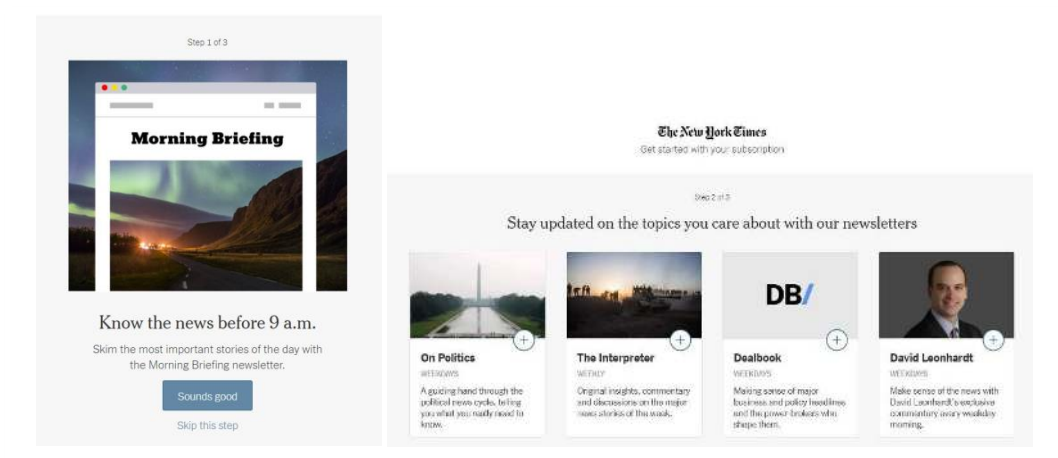 Step 1 of 3
Morning Briefing
Know the news before 9 a.m.
Skim the most important stories of the day with
the Morning Briefing newsletter.
Sounds good
Skip this step
The New York Times
Get started with your subscription
Step 2 of 3
Stay updated on the topics you care about with our newsletters
On Politics
WEEKDAYS
A guiding hand through the
political news cycle, telling
you what you really need to
know.
The Interpreter
WEEKLY
Original insights, commentary
and discussions on the major
news stories of the week.
DB/
Dealbook
WEEKDAYS
Making sense of major
business and policy headlines
and the power-brokers who
shape them.
David Leonhardt
WEEKDAYS
Make sense of the news with
David Leonhardt's exclusive
commentary every weekday
morning.